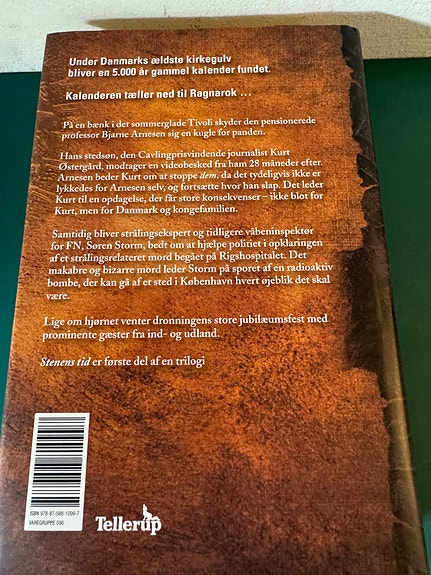 Under Danmarks ældste kirkegulv
bliver en 5.000 år gammel kalender fundet.
Kalenderen tæller ned til Ragnarok ...
På en bænk i det sommerglade Tivoli skyder den pensionerede
professor Bjarne Arnesen sig en kugle for panden.
Hans stedsøn, den Cavlingprisvindende journalist Kurt
Østergård, modtager en videobesked fra ham 28 måneder efter.
Arnesen beder Kurt om at stoppe dem, da det tydeligvis ikke er
lykkedes for Arnesen selv, og fortsætte hvor han slap. Det leder
Kurt til en opdagelse, der får store konsekvenser – ikke blot for
Kurt, men for Danmark og kongefamilien.
Samtidig bliver strålingsekspert og tidligere våbeninspektør
for FN, Søren Storm, bedt om at hjælpe politiet i opklaringen
af et strålingsrelateret mord begået på Rigshospitalet. Det
makabre og bizarre mord leder Storm på sporet af en radioaktiv
bombe, der kan gå af et sted i København hvert øjeblik det skal
være.
Lige om hjørnet venter dronningens store jubilæumsfest med
prominente gæster fra ind- og udland.
Stenens tid er første del af en trilogi
ISBN 978-87-588-1099-7
VAREGRUPPE 596
Tellerup